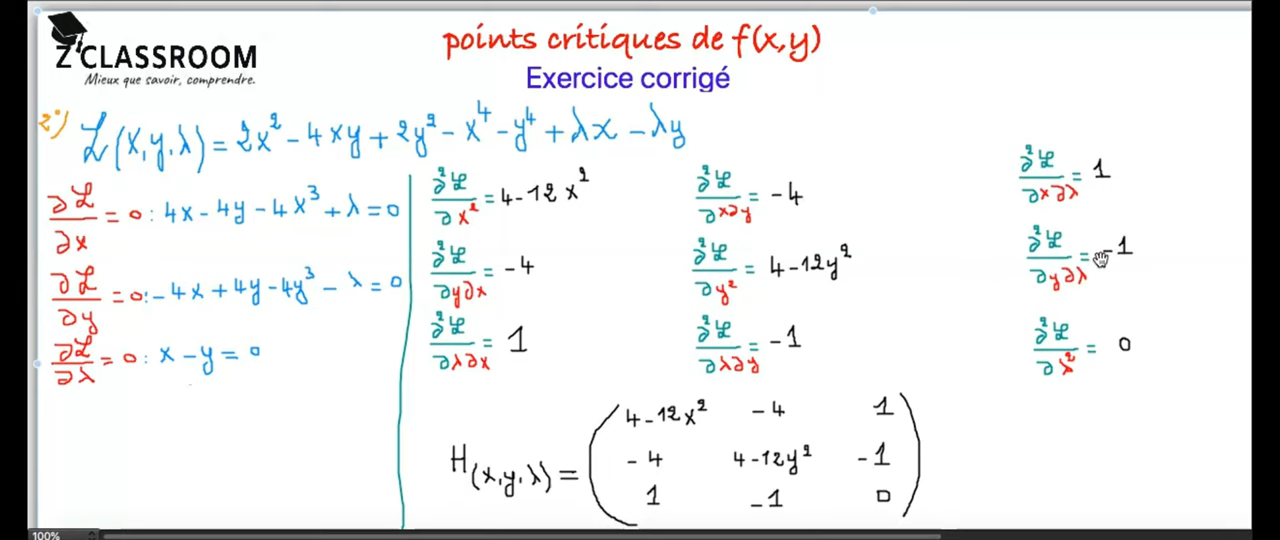 points critiques de f(x,y)
Z'CLASSROOM
Mieux que savoir, comprendre.
Exercice corrigé
2°) ℒ(x,y,λ) = 2x² - 4xy + 2y² - x⁴ - y⁴ + λx - λy
∂ℒ/∂x = 0 : 4x - 4y - 4x³ + λ = 0
∂ℒ/∂y = 0 : -4x + 4y - 4y³ - λ = 0
∂ℒ/∂λ = 0 : x - y = 0
∂²ℒ/∂x² = 4-12x² ∂²ℒ/∂x∂y = -4 ∂²ℒ/∂x∂λ = 1
∂²ℒ/∂y∂x = -4 ∂²ℒ/∂y² = 4-12y² ∂²ℒ/∂y∂λ = -1
∂²ℒ/∂λ∂x = 1 ∂²ℒ/∂λ∂y = -1 ∂²ℒ/∂λ² = 0
4-12x² -4 1
H(x,y,λ) = ( -4 4-12y² -1 )
1 -1 0
100%